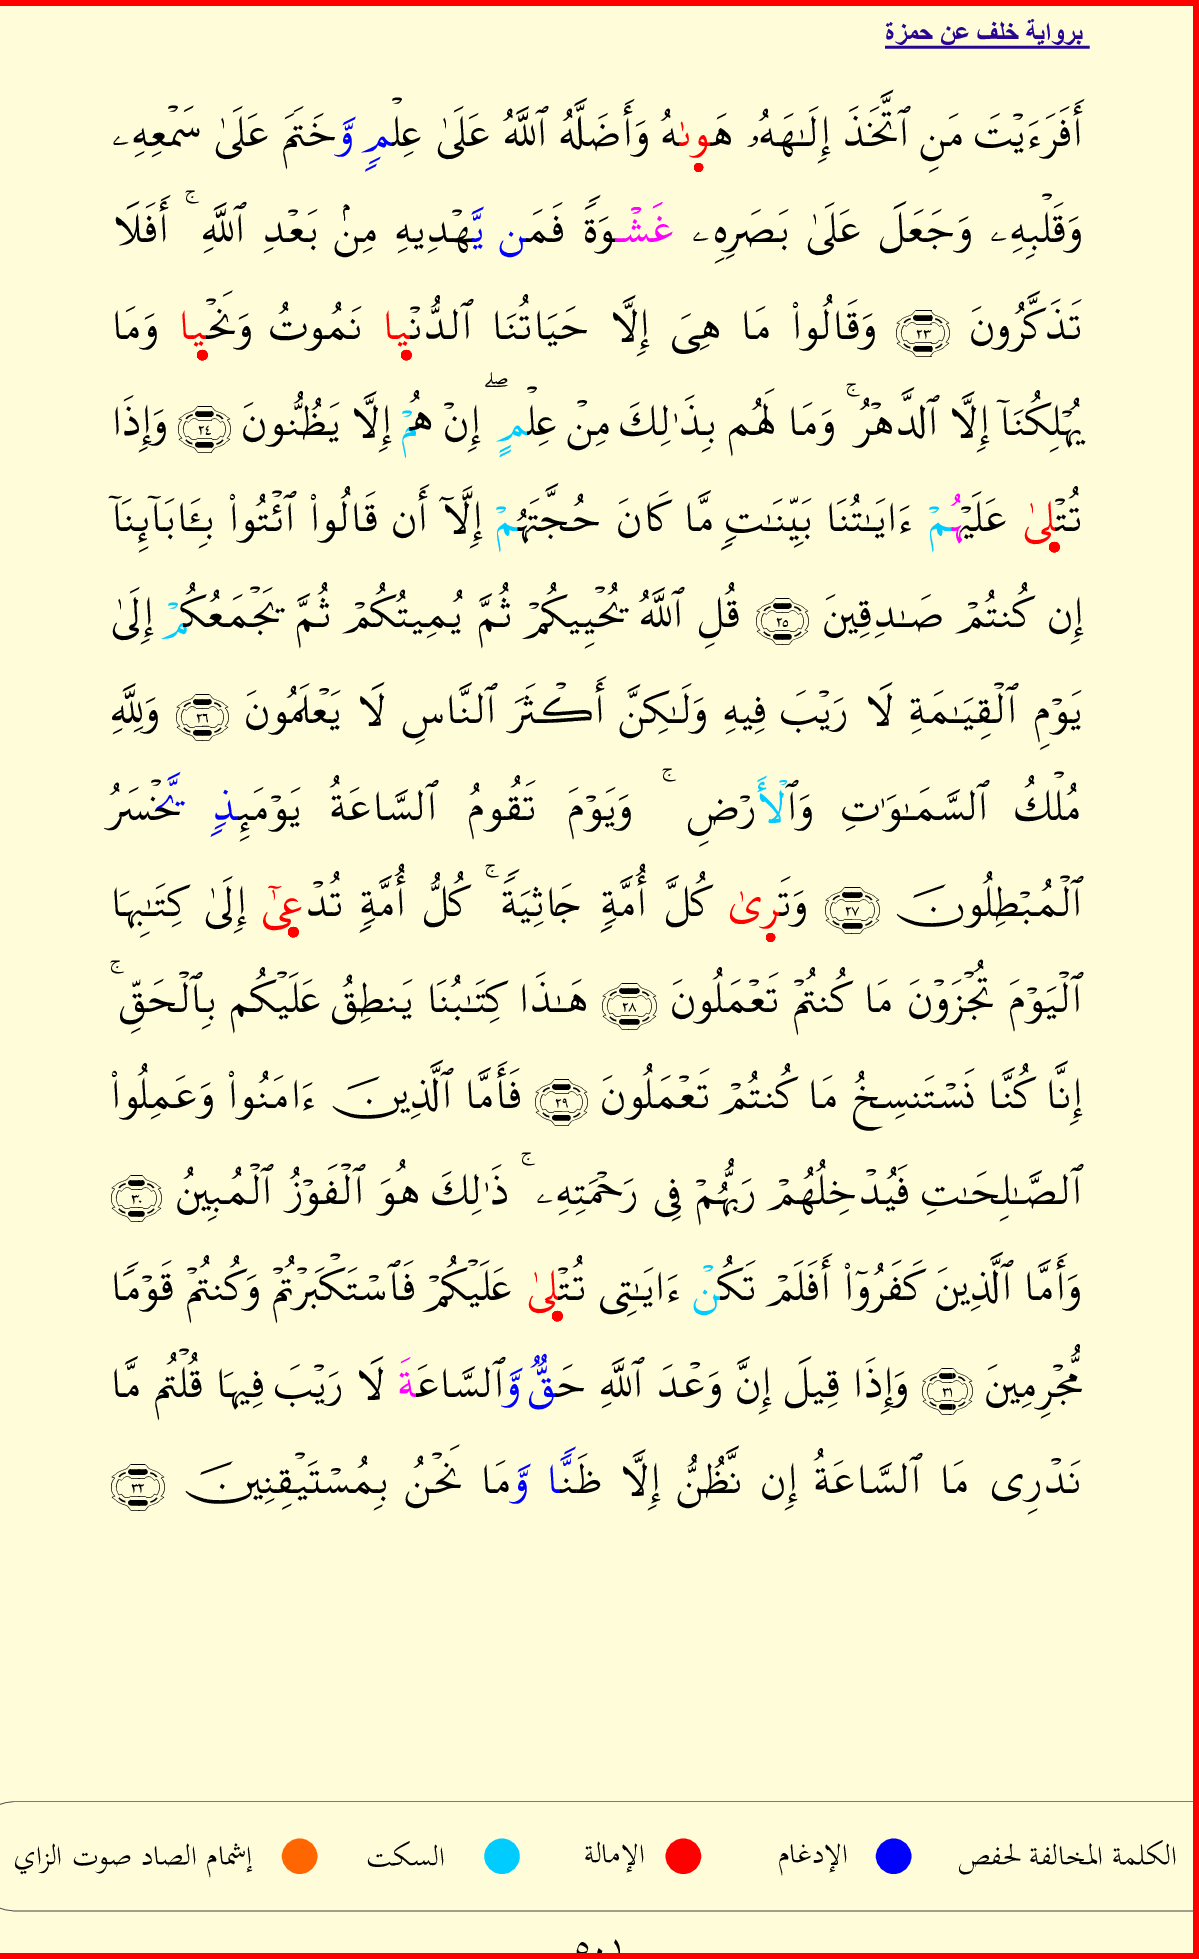 برواية خلف عن حمزة
أَفَرَءَيْتَ مَنِ ٱتَّخَذَ إِلَـٰهَهُۥ هَوىٰهُ وَأَضَلَّهُ ٱللَّهُ عَلَىٰ عِلْمٍ وَّخَتَمَ عَلَىٰ سَمْعِهِۦ
وَقَلْبِهِۦ وَجَعَلَ عَلَىٰ بَصَرِهِۦ غَشْوَةً فَمَن يَّهْدِيهِ مِنۢ بَعْدِ ٱللَّهِ ۚ أَفَلَا
تَذَكَّرُونَ ٢٣ وَقَالُوا۟ مَا هِىَ إِلَّا حَيَاتُنَا ٱلدُّنْيِا نَمُوتُ وَنَحْيِا وَمَا
يُهْلِكُنَآ إِلَّا ٱلدَّهْرُ ۚ وَمَا لَهُم بِذَٰلِكَ مِنْ عِلْمٍ ۖ إِنْ هُمْ إِلَّا يَظُنُّونَ ٢٤ وَإِذَا
تُتْلِىٰ عَلَيْهُمْ ءَايَـٰتُنَا بَيِّنَـٰتٍ مَّا كَانَ حُجَّتَهُمْ إِلَّآ أَن قَالُوا۟ ٱئْتُوا۟ بِـَٔابَآئِنَآ
إِن كُنتُمْ صَـٰدِقِينَ ٢٥ قُلِ ٱللَّهُ يُحْيِيكُمْ ثُمَّ يُمِيتُكُمْ ثُمَّ يَجْمَعُكُمْ إِلَىٰ
يَوْمِ ٱلْقِيَـٰمَةِ لَا رَيْبَ فِيهِ وَلَـٰكِنَّ أَكْثَرَ ٱلنَّاسِ لَا يَعْلَمُونَ ٢٦ وَلِلَّهِ
مُلْكُ ٱلسَّمَـٰوَٰتِ وَٱلْأَرْضِ ۚ وَيَوْمَ تَقُومُ ٱلسَّاعَةُ يَوْمَئِذٍ يَّخْسَرُ
ٱلْمُبْطِلُونَ ٢٧ وَتَرِىٰ كُلَّ أُمَّةٍ جَاثِيَةً ۚ كُلُّ أُمَّةٍ تُدْعِىٰٓ إِلَىٰ كِتَـٰبِهَا
ٱلْيَوْمَ تُجْزَوْنَ مَا كُنتُمْ تَعْمَلُونَ ٢٨ هَـٰذَا كِتَـٰبُنَا يَنطِقُ عَلَيْكُم بِٱلْحَقِّ ۚ
إِنَّا كُنَّا نَسْتَنسِخُ مَا كُنتُمْ تَعْمَلُونَ ٢٩ فَأَمَّا ٱلَّذِينَ ءَامَنُوا۟ وَعَمِلُوا۟
ٱلصَّـٰلِحَـٰتِ فَيُدْخِلُهُمْ رَبُّهُمْ فِى رَحْمَتِهِۦ ۚ ذَٰلِكَ هُوَ ٱلْفَوْزُ ٱلْمُبِينُ ٣٠
وَأَمَّا ٱلَّذِينَ كَفَرُوٓا۟ أَفَلَمْ تَكُنْ ءَايَـٰتِى تُتْلِىٰ عَلَيْكُمْ فَٱسْتَكْبَرْتُمْ وَكُنتُمْ قَوْمًا
مُّجْرِمِينَ ٣١ وَإِذَا قِيلَ إِنَّ وَعْدَ ٱللَّهِ حَقٌّ وَّٱلسَّاعَةَ لَا رَيْبَ فِيهَا قُلْتُم مَّا
نَدْرِى مَا ٱلسَّاعَةُ إِن نَّظُنُّ إِلَّا ظَنًّا وَّمَا نَحْنُ بِمُسْتَيْقِنِينَ ٣٢
الكلمة المخالفة لحفص الإدغام الإمالة السكت إشمام الصاد صوت الزاي
٥٠١